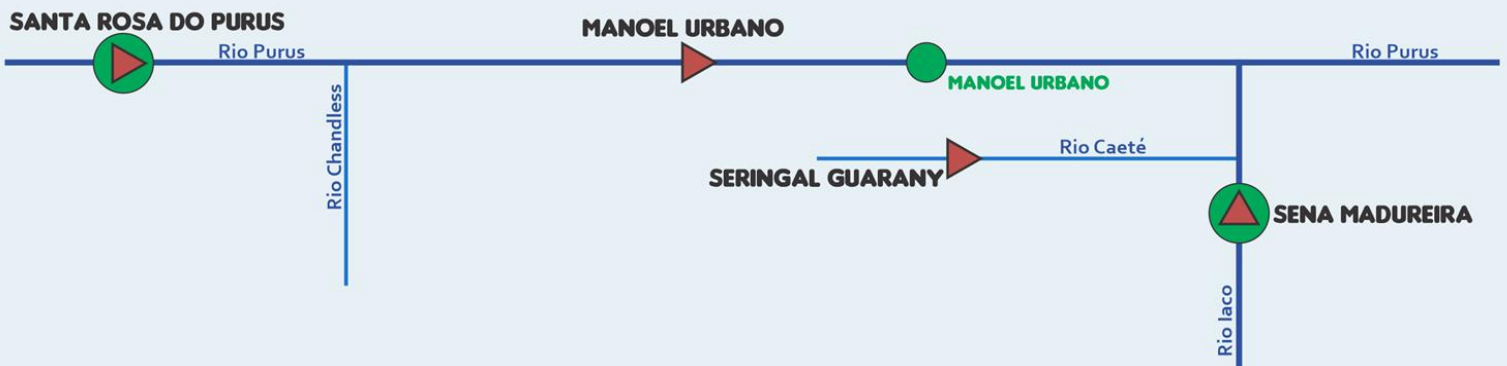 SANTA ROSA DO PURUS
MANOEL URBANO
Rio Purus
Rio Purus
MANOEL URBANO
Rio Chandless
Rio Caeté
SERINGAL GUARANY
SENA MADUREIRA
Rio Iaco